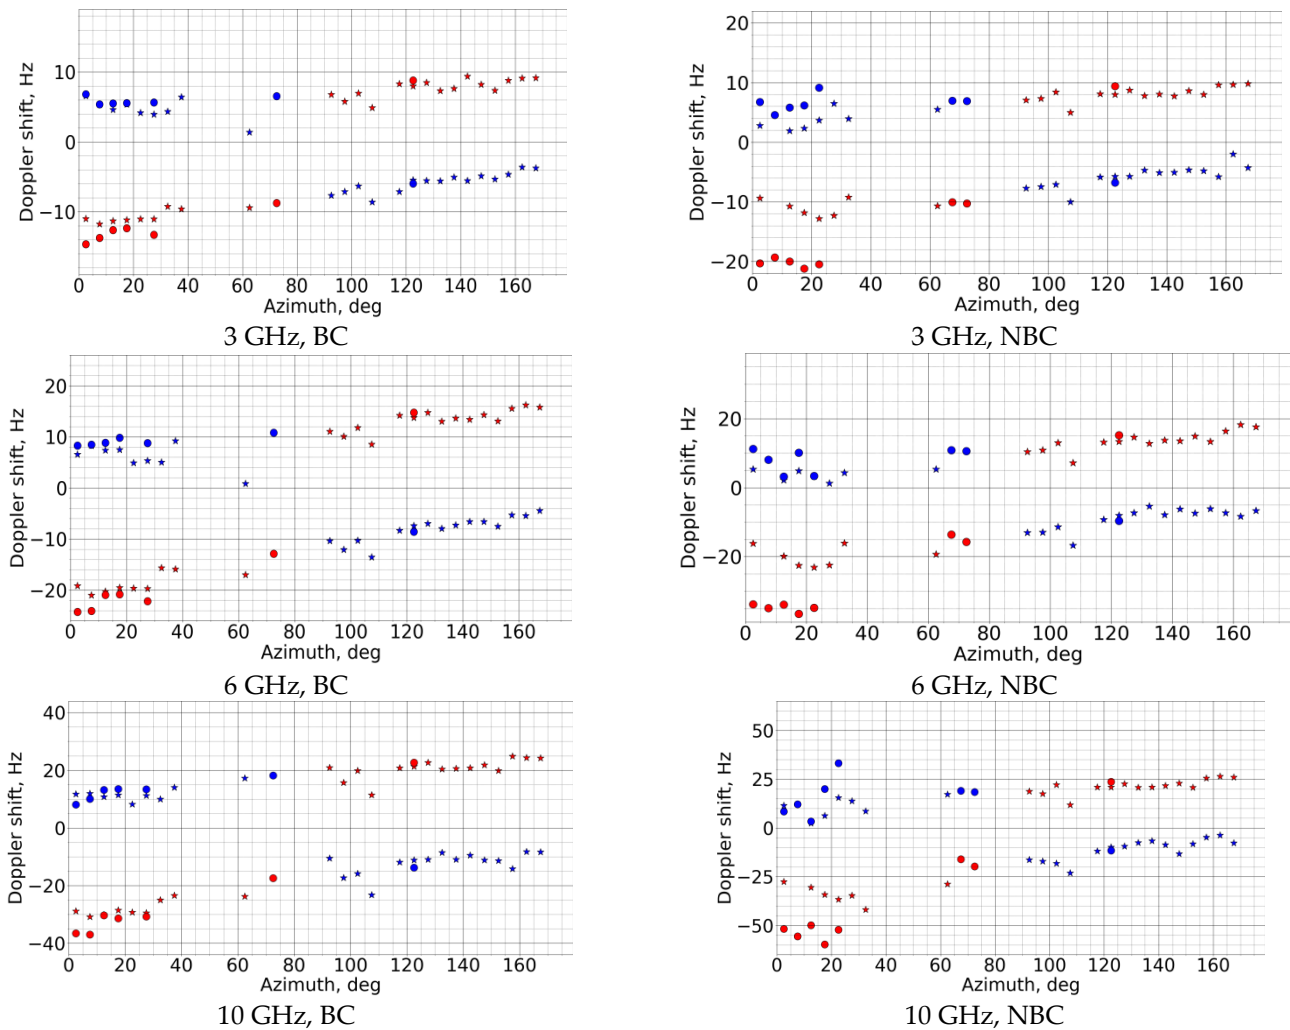 Doppler shift, Hz
10
0
−10
0 20 40 60 80 100 120 140 160
Azimuth, deg
3 GHz, BC
Doppler shift, Hz
20
10
0
−10
−20
0 20 40 60 80 100 120 140 160
Azimuth, deg
3 GHz, NBC
Doppler shift, Hz
20
10
0
−10
−20
0 20 40 60 80 100 120 140 160
Azimuth, deg
6 GHz, BC
Doppler shift, Hz
20
0
−20
0 20 40 60 80 100 120 140 160
Azimuth, deg
6 GHz, NBC
Doppler shift, Hz
40
20
0
−20
−40
0 20 40 60 80 100 120 140 160
Azimuth, deg
10 GHz, BC
Doppler shift, Hz
50
25
0
−25
−50
0 20 40 60 80 100 120 140 160
Azimuth, deg
10 GHz, NBC